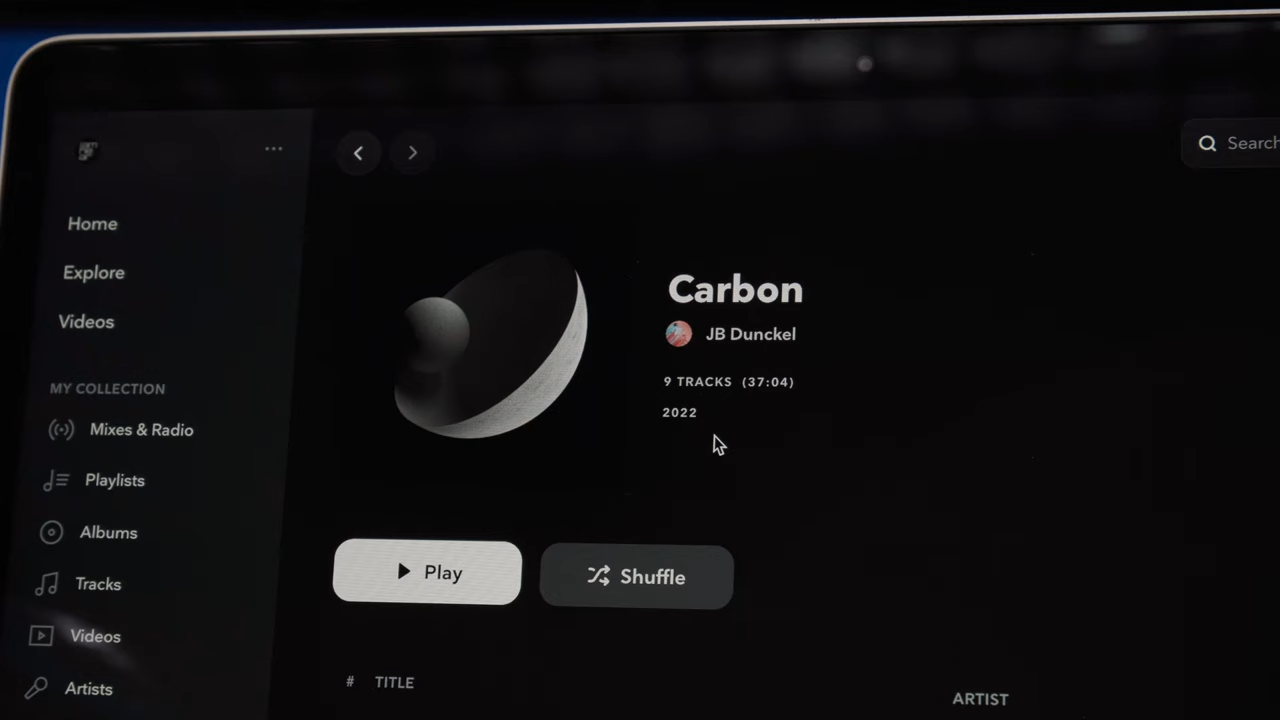 Home
Explore
Videos
MY COLLECTION
Mixes & Radio
Playlists
Albums
Tracks
Videos
Artists
Search
Carbon
JB Dunckel
9 TRACKS (37:04)
2022
Play
Shuffle
# TITLE
ARTIST